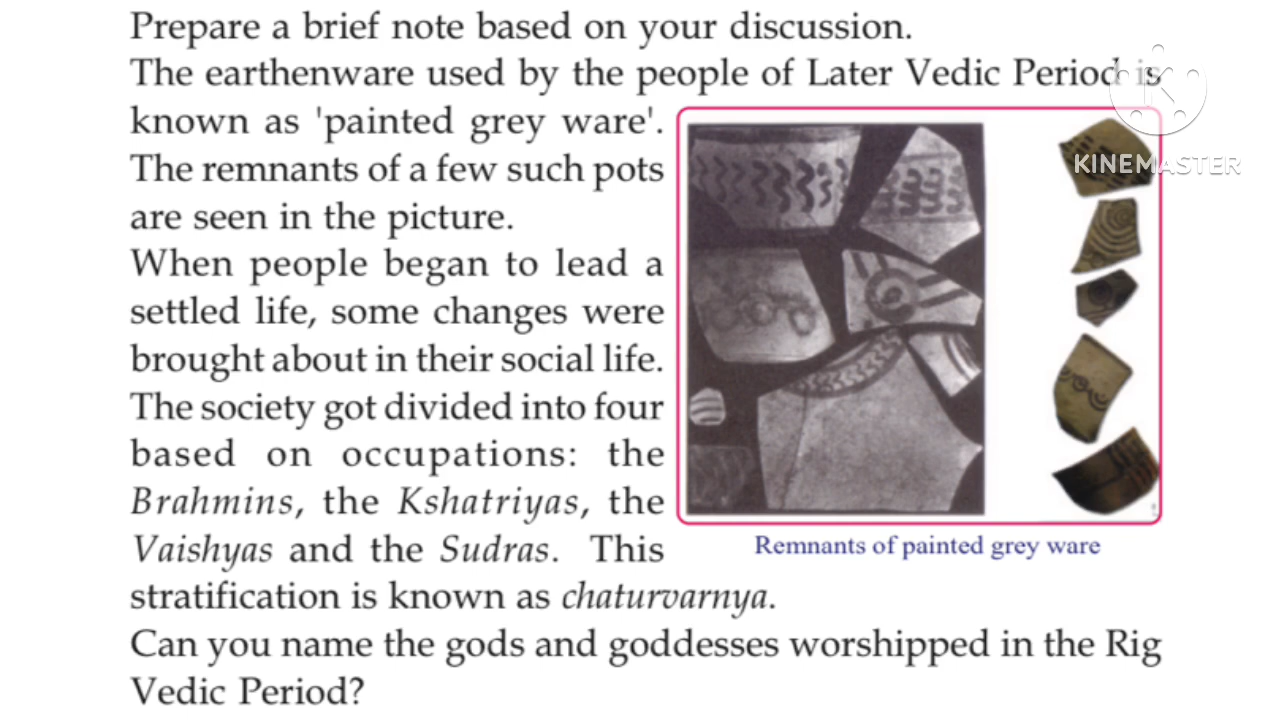 Prepare a brief note based on your discussion.
The earthenware used by the people of Later Vedic Period is
known as 'painted grey ware'.
The remnants of a few such pots
are seen in the picture.
When people began to lead a
settled life, some changes were
brought about in their social life.
The society got divided into four
based on occupations: the
Brahmins, the Kshatriyas, the
Vaishyas and the Sudras. This
stratification is known as chaturvarnya.
Can you name the gods and goddesses worshipped in the Rig
Vedic Period?
Remnants of painted grey ware
KINEMASTER